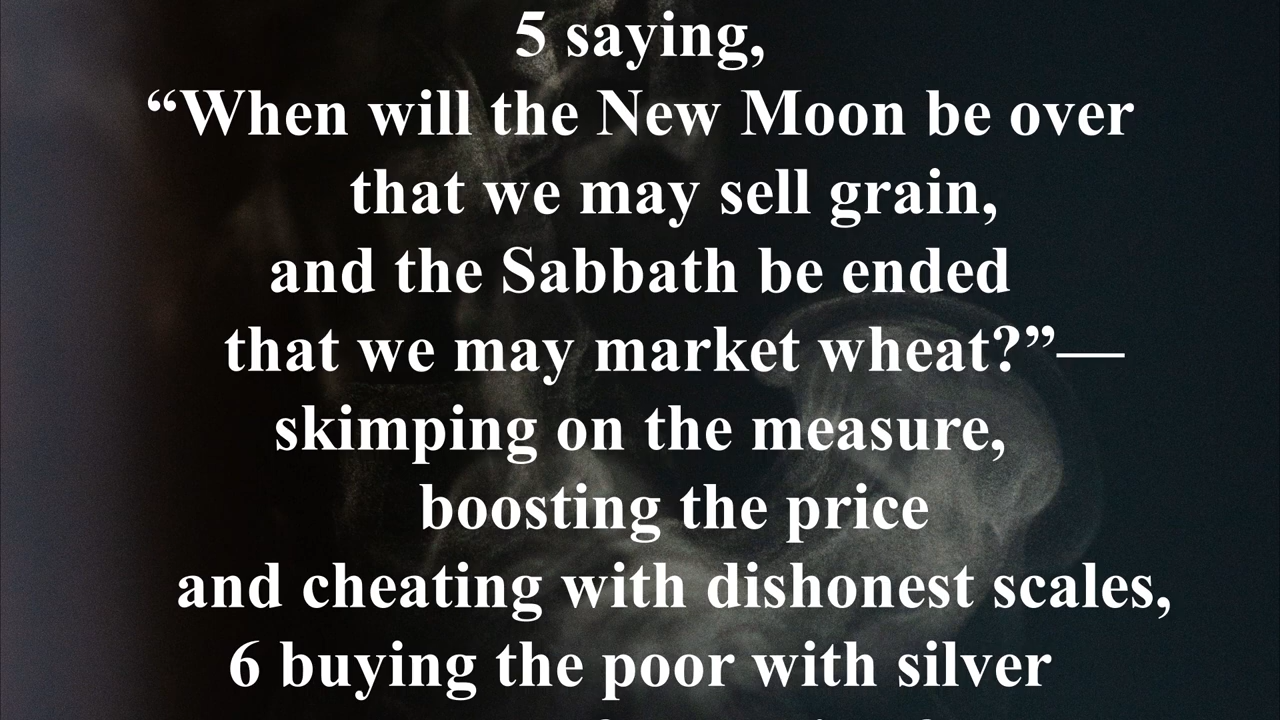 5 saying,
“When will the New Moon be over
that we may sell grain,
and the Sabbath be ended
that we may market wheat?”—
skimping on the measure,
boosting the price
and cheating with dishonest scales,
6 buying the poor with silver